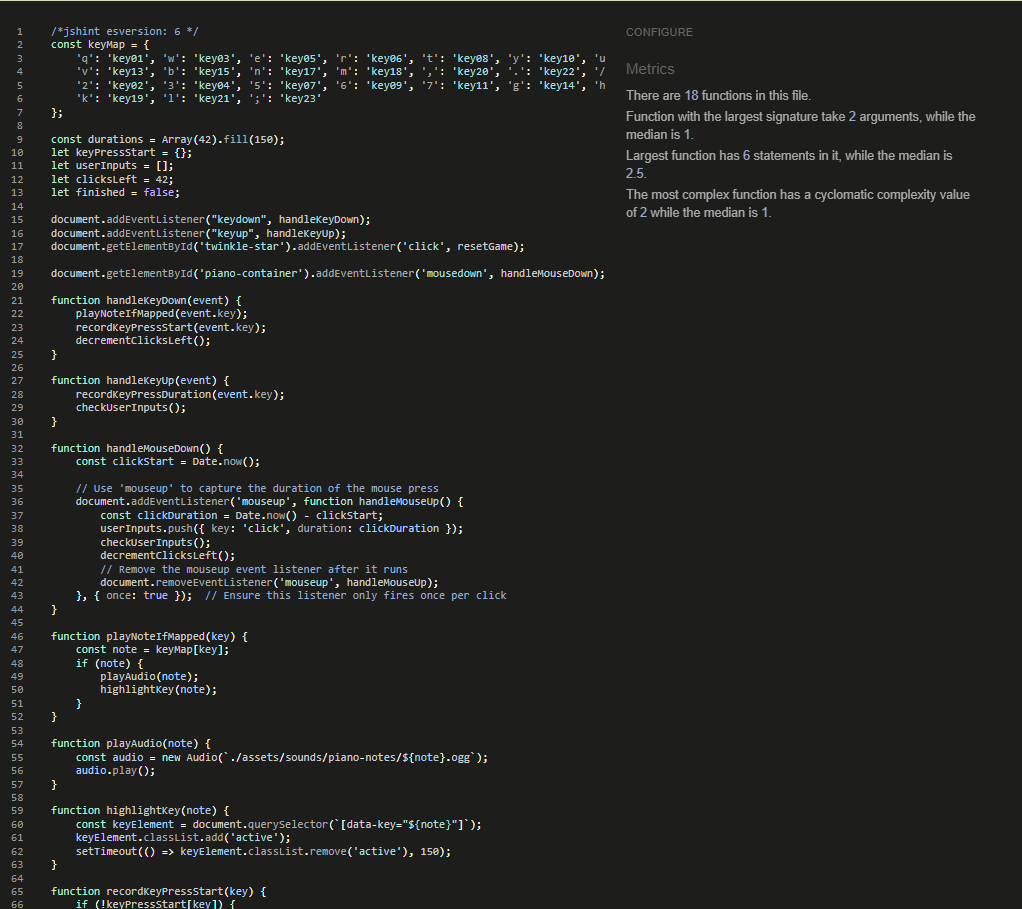 1 /*jshint esversion: 6 */
2 const keyMap = {
3 'q': 'key01', 'w': 'key03', 'e': 'key05', 'r': 'key06', 't': 'key08', 'y': 'key10', 'u
4 'v': 'key13', 'b': 'key15', 'n': 'key17', 'm': 'key18', ',': 'key20', '.': 'key22', '/
5 '2': 'key02', '3': 'key04', '5': 'key07', '6': 'key09', '7': 'key11', 'g': 'key14', 'h
6 'k': 'key19', 'l': 'key21', ';': 'key23'
7 };
8
9 const durations = Array(42).fill(150);
10 let keyPressStart = {};
11 let userInputs = [];
12 let clicksLeft = 42;
13 let finished = false;
14
15 document.addEventListener("keydown", handleKeyDown);
16 document.addEventListener("keyup", handleKeyUp);
17 document.getElementById('twinkle-star').addEventListener('click', resetGame);
18
19 document.getElementById('piano-container').addEventListener('mousedown', handleMouseDown);
20
21 function handleKeyDown(event) {
22 playNoteIfMapped(event.key);
23 recordKeyPressStart(event.key);
24 decrementClicksLeft();
25 }
26
27 function handleKeyUp(event) {
28 recordKeyPressDuration(event.key);
29 checkUserInputs();
30 }
31
32 function handleMouseDown() {
33 const clickStart = Date.now();
34
35 // Use 'mouseup' to capture the duration of the mouse press
36 document.addEventListener('mouseup', function handleMouseUp() {
37 const clickDuration = Date.now() - clickStart;
38 userInputs.push({ key: 'click', duration: clickDuration });
39 checkUserInputs();
40 decrementClicksLeft();
41 // Remove the mouseup event listener after it runs
42 document.removeEventListener('mouseup', handleMouseUp);
43 }, { once: true }); // Ensure this listener only fires once per click
44 }
45
46 function playNoteIfMapped(key) {
47 const note = keyMap[key];
48 if (note) {
49 playAudio(note);
50 highlightKey(note);
51 }
52 }
53
54 function playAudio(note) {
55 const audio = new Audio(`./assets/sounds/piano-notes/${note}.ogg`);
56 audio.play();
57 }
58
59 function highlightKey(note) {
60 const keyElement = document.querySelector(`[data-key="${note}"]`);
61 keyElement.classList.add('active');
62 setTimeout(() => keyElement.classList.remove('active'), 150);
63 }
64
65 function recordKeyPressStart(key) {
66 if (!keyPressStart[key]) {
CONFIGURE
Metrics
There are 18 functions in this file.
Function with the largest signature take 2 arguments, while the
median is 1.
Largest function has 6 statements in it, while the median is
2.5.
The most complex function has a cyclomatic complexity value
of 2 while the median is 1.